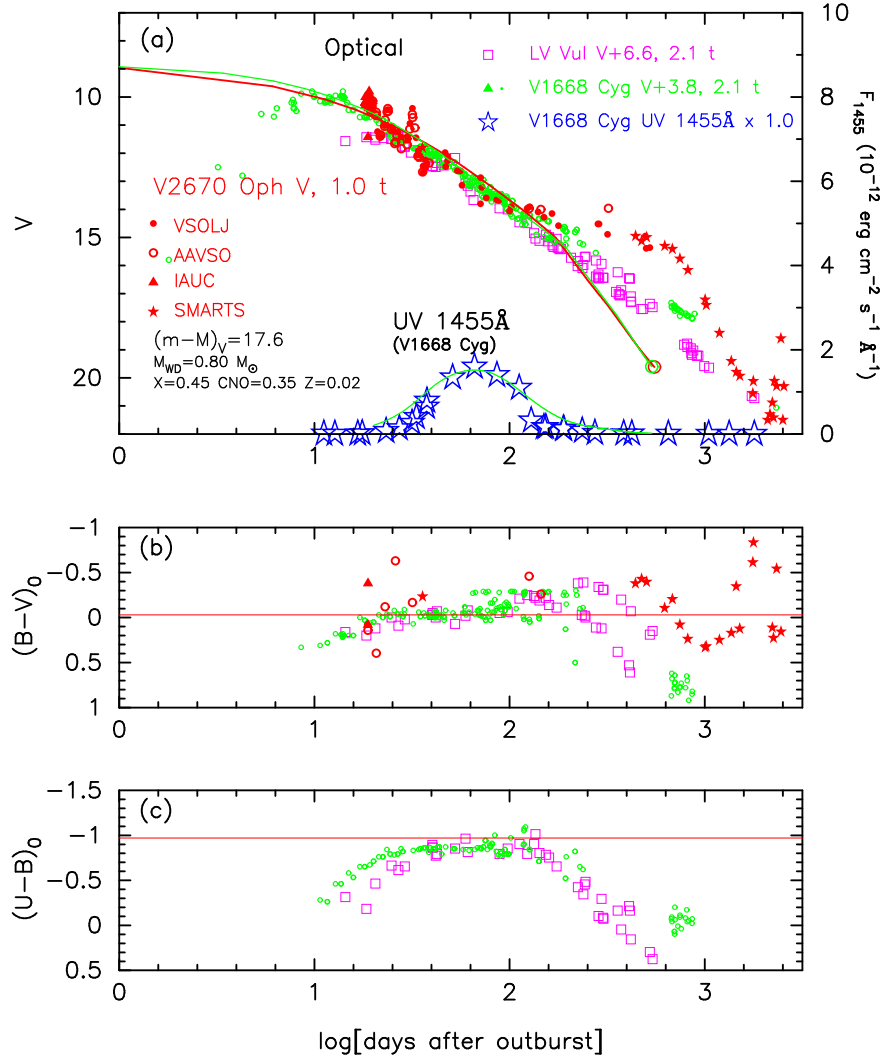 (a)
Optical
LV Vul V+6.6, 2.1 t
V1668 Cyg V+3.8, 2.1 t
V1668 Cyg UV 1455Å x 1.0
V2670 Oph V, 1.0 t
VSOLJ
AAVSO
IAUC
SMARTS
(m−M)V=17.6
MWD=0.80 M⊙
X=0.45 CNO=0.35 Z=0.02
UV 1455Å
(V1668 Cyg)
V
10
15
20
F1455 (10−12 erg cm−2 s−1 Å−1)
10
8
6
4
2
0
0 1 2 3
(b)
(B−V)0
−1
−0.5
0
0.5
1
0 1 2 3
(c)
(U−B)0
−1.5
−1
−0.5
0
0.5
0 1 2 3
log[days after outburst]